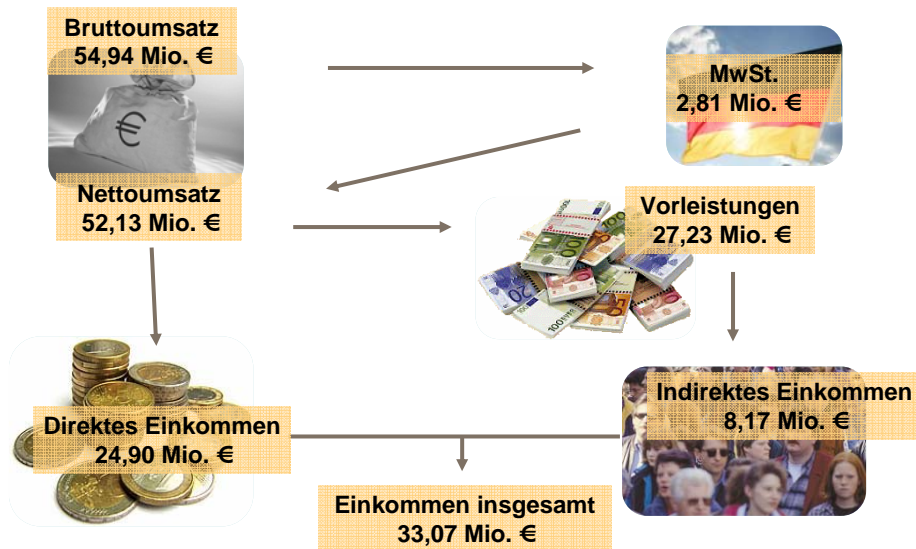 Bruttoumsatz
54,94 Mio. €
MwSt.
2,81 Mio. €
Nettoumsatz
52,13 Mio. €
Vorleistungen
27,23 Mio. €
Direktes Einkommen
24,90 Mio. €
Indirektes Einkommen
8,17 Mio. €
Einkommen insgesamt
33,07 Mio. €